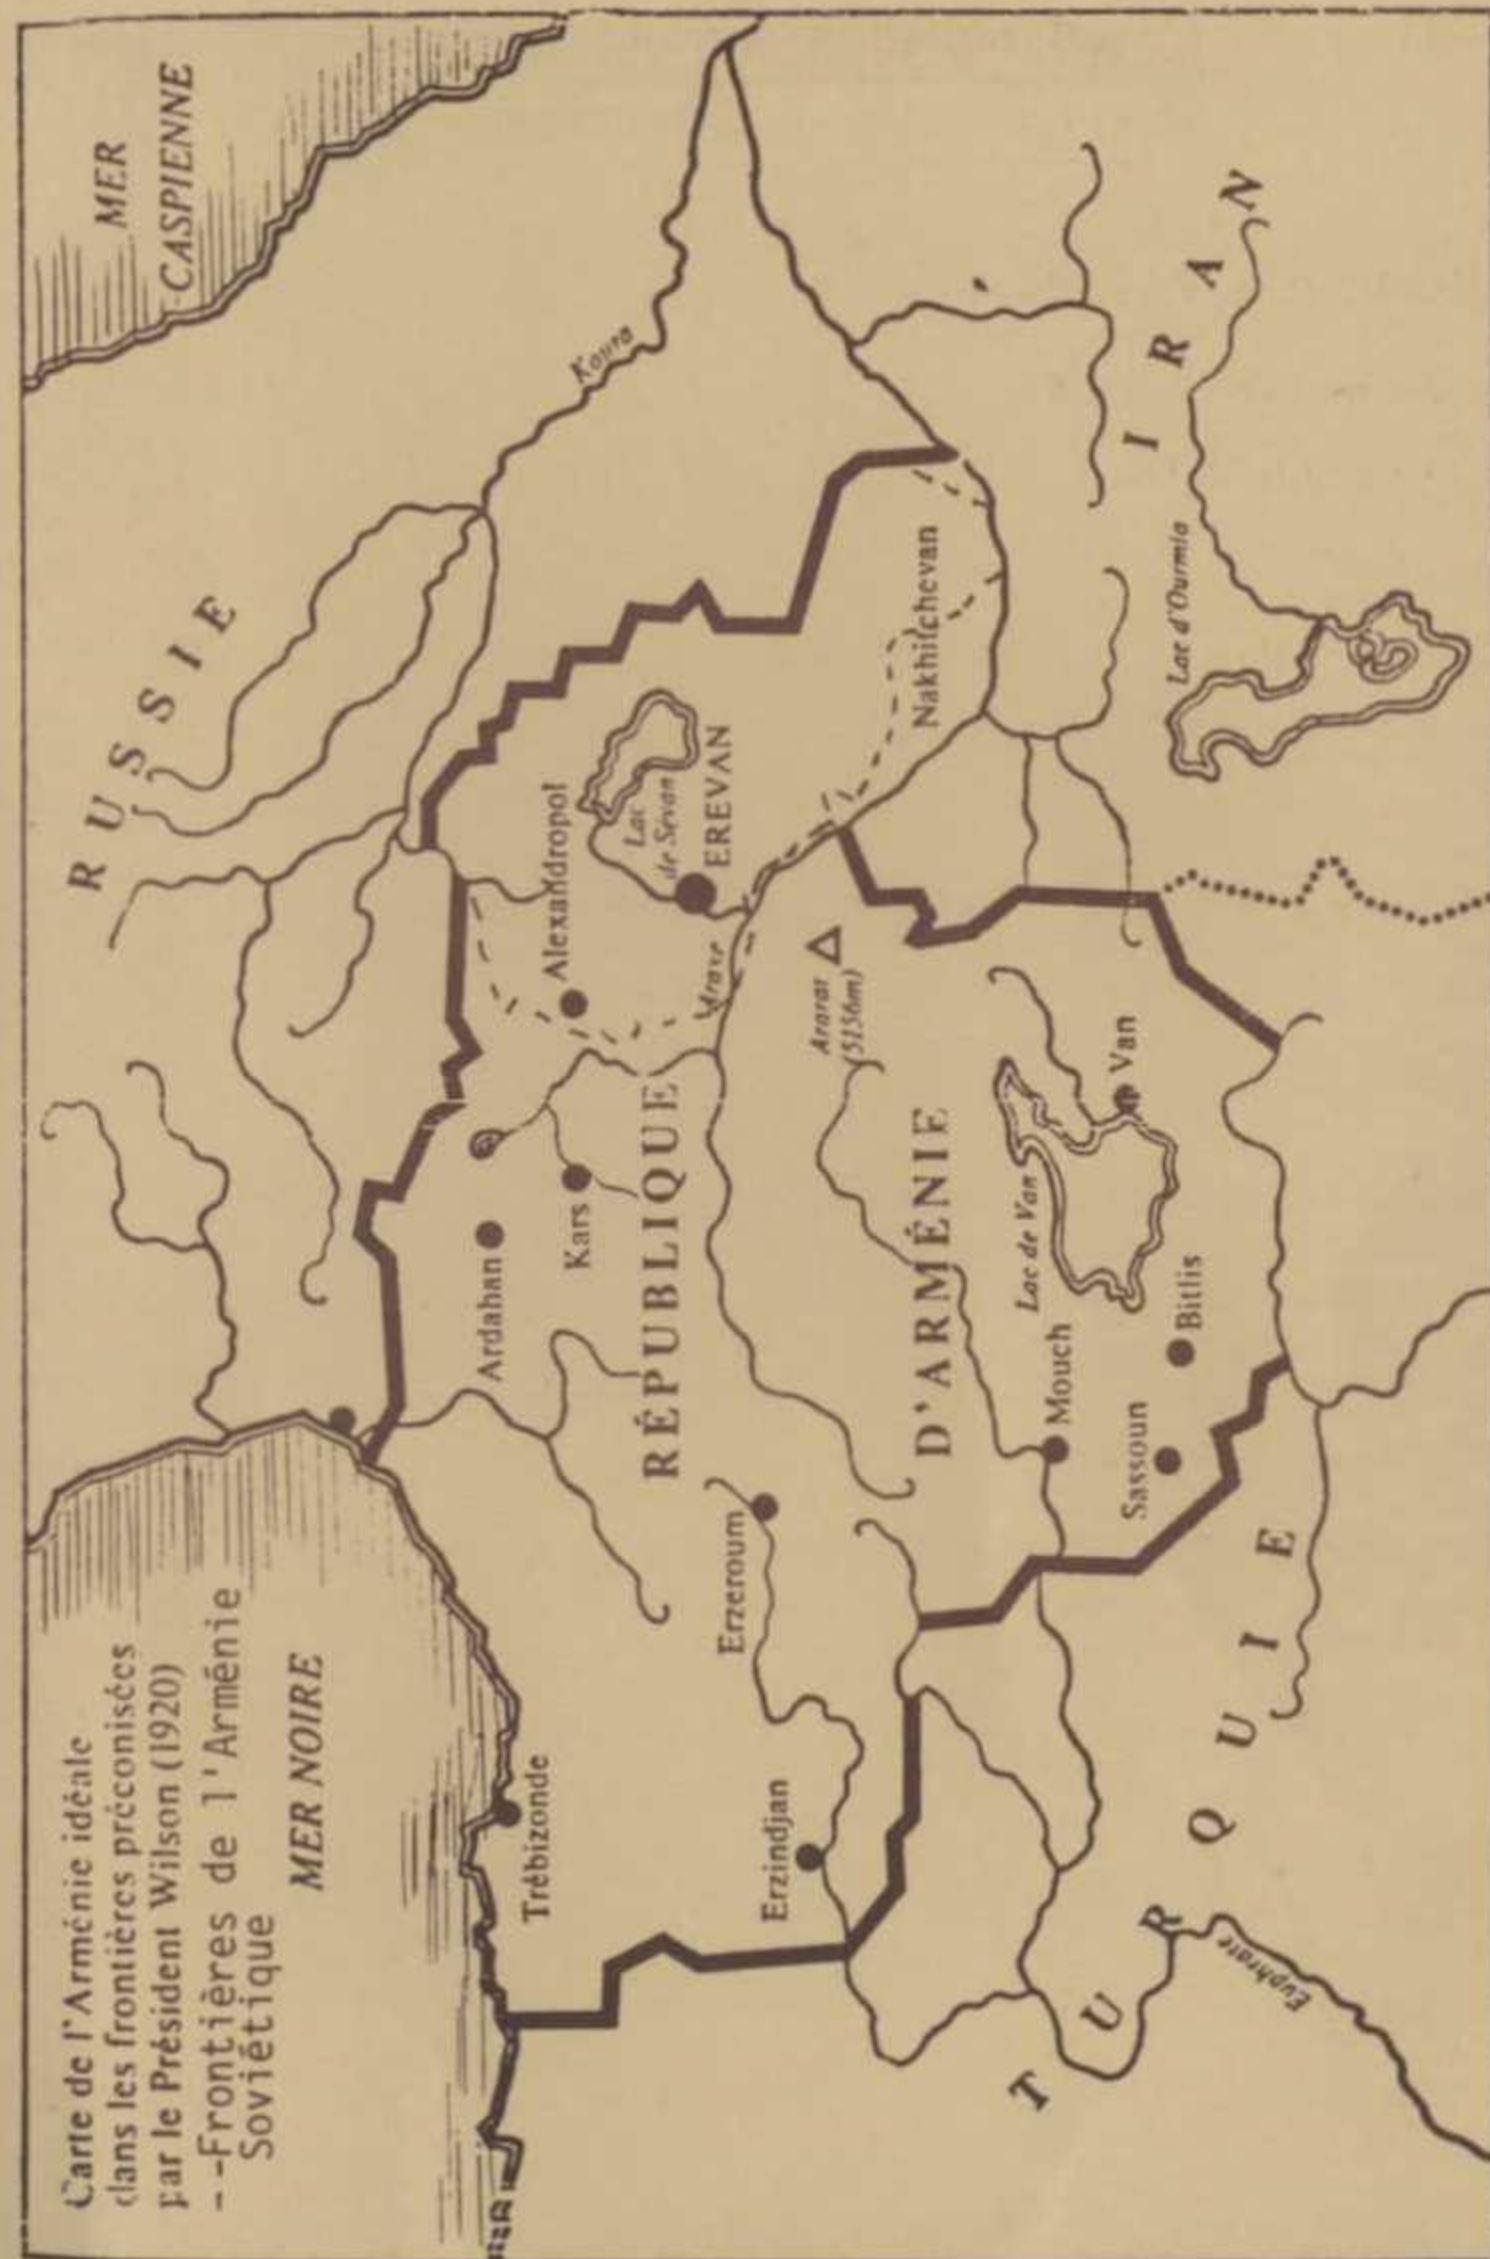 Carte de l'Arménie idéale
dans les frontières préconisées
par le Président Wilson (1920)
--Frontières de l'Arménie
Soviétique
MER NOIRE
MER
CASPIENNE
RUSSIE
Koura
Trébizonde
Ardahan
Kars
Alexandropol
Lac
de Sevan
EREVAN
Araxe
RÉPUBLIQUE
D'ARMÉNIE
Erzeroum
Erzindjan
Ararat
(5156m)
Nakhitchevan
Lac de Van
Van
Mouch
Sassoun
Bitlis
Lac d'Ourmia
IRAN
TURQUIE
Euphrate